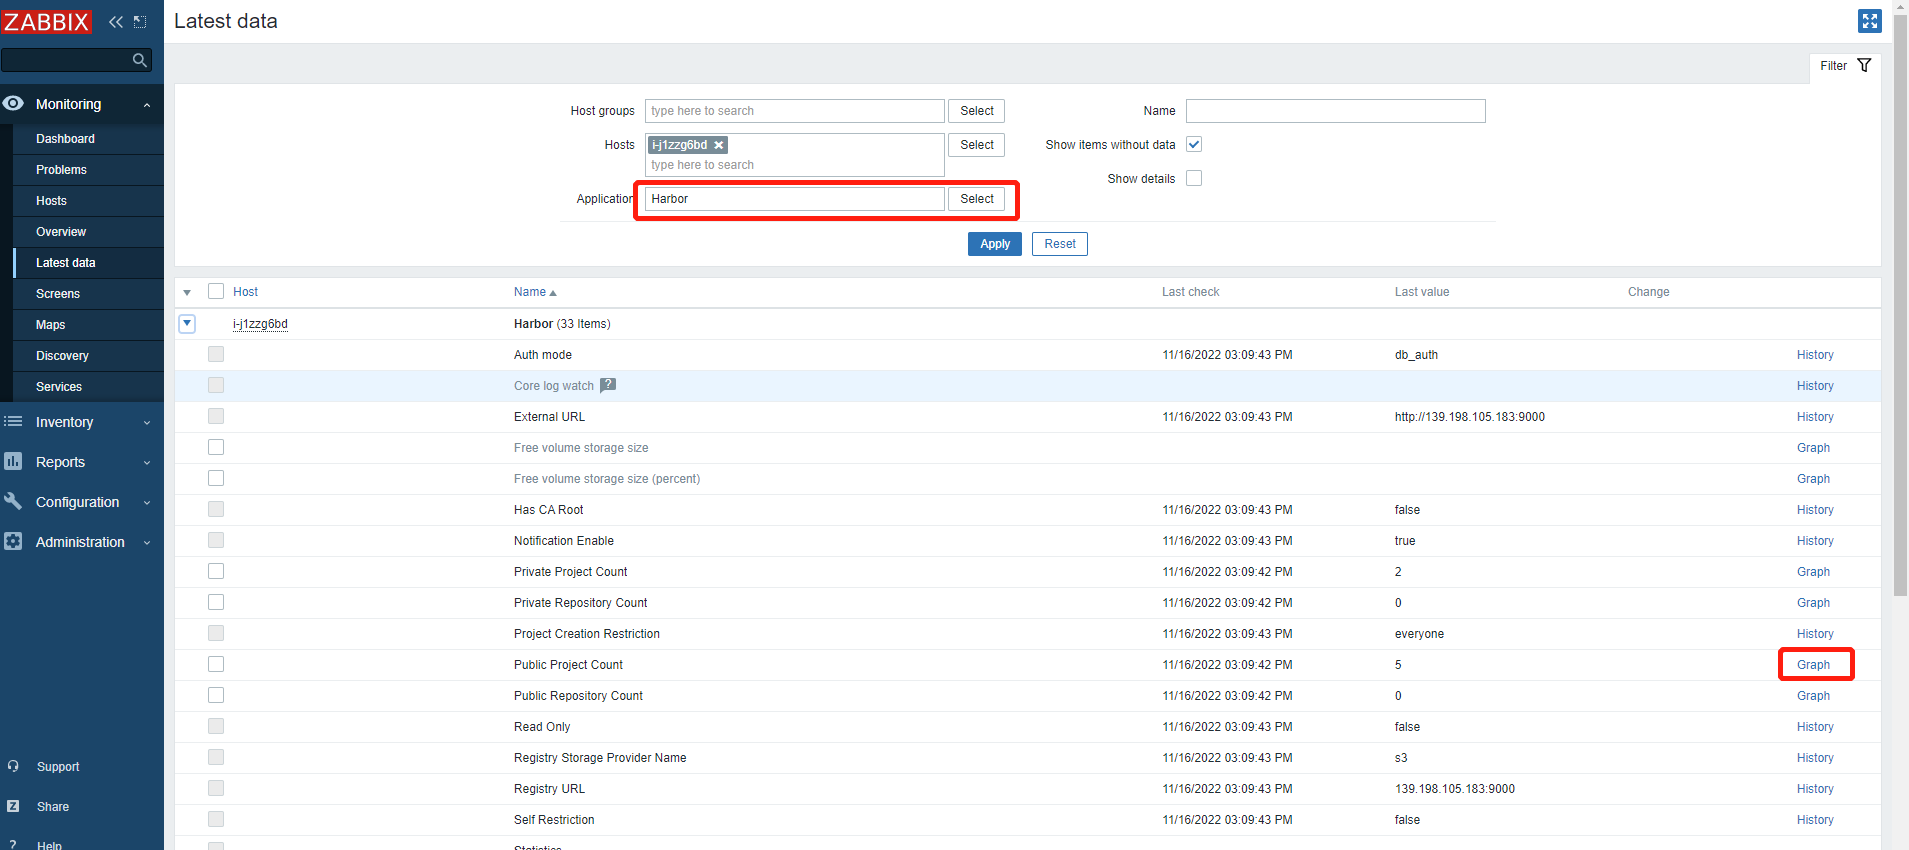 ZABBIX
Latest data
Filter
Monitoring
Dashboard
Problems
Hosts
Overview
Latest data
Screens
Maps
Discovery
Services
Inventory
Reports
Configuration
Administration
Support
Share
Help
Host groups type here to search Select
Hosts i-j1zzg6bd Select
type here to search
Application Harbor Select
Name
Show items without data
Show details
Apply Reset
Host Name Last check Last value Change
i-j1zzg6bd Harbor (33 Items)
Auth mode 11/16/2022 03:09:43 PM db_auth History
Core log watch ? History
External URL 11/16/2022 03:09:43 PM http://139.198.105.183:9000 History
Free volume storage size Graph
Free volume storage size (percent) Graph
Has CA Root 11/16/2022 03:09:43 PM false History
Notification Enable 11/16/2022 03:09:43 PM true History
Private Project Count 11/16/2022 03:09:42 PM 2 Graph
Private Repository Count 11/16/2022 03:09:42 PM 0 Graph
Project Creation Restriction 11/16/2022 03:09:43 PM everyone History
Public Project Count 11/16/2022 03:09:42 PM 5 Graph
Public Repository Count 11/16/2022 03:09:42 PM 0 Graph
Read Only 11/16/2022 03:09:43 PM false History
Registry Storage Provider Name 11/16/2022 03:09:43 PM s3 History
Registry URL 11/16/2022 03:09:43 PM 139.198.105.183:9000 History
Self Restriction 11/16/2022 03:09:43 PM false History
Statistics